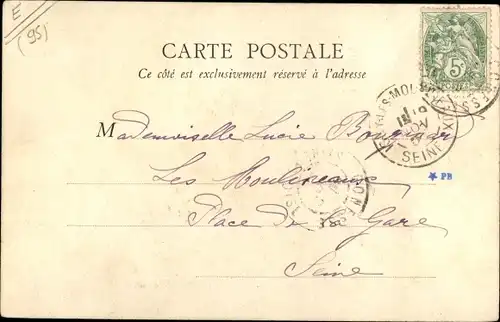 E
(95)
CARTE POSTALE
Ce côté est exclusivement réservé à l'adresse
5
Mademoiselle Lucie
Les Moulineaux
Place de la Gare
Seine
SEINE
★ PB